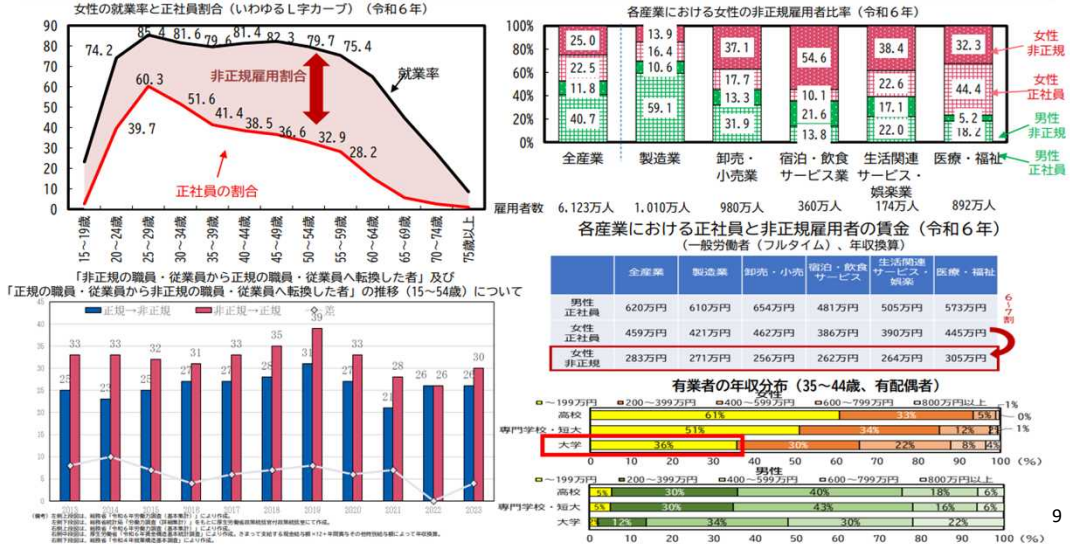 女性の就業率と正社員割合（いわゆるＬ字カーブ）（令和６年）
90
80
70
60
50
40
30
20
10
0
74.2
85.4
81.6
79.6
81.4
82.3
79.7
75.4
60.3
39.7
51.6
41.4
38.5
36.6
32.9
28.2
非正規雇用割合
就業率
正社員の割合
15～19歳
20～24歳
25～29歳
30～34歳
35～39歳
40～44歳
45～49歳
50～54歳
55～59歳
60～64歳
65～69歳
70～74歳
75歳以上
各産業における女性の非正規雇用者比率（令和６年）
100%
80%
60%
40%
20%
0%
25.0 13.9 37.1 54.6 38.4 32.3
22.5 16.4 17.7 10.1 22.6 44.4
11.8 10.6 13.3 21.6 17.1 5.2
40.7 59.1 31.9 13.8 22.0 18.2
女性
非正規
女性
正社員
男性
非正規
男性
正社員
全産業 製造業 卸売・小売業 宿泊・飲食サービス業 生活関連サービス・娯楽業 医療・福祉
雇用者数 6,123万人 1,010万人 980万人 360万人 174万人 892万人
各産業における正社員と非正規雇用者の賃金（令和６年）
（一般労働者（フルタイム）、年収換算）
全産業 製造業 卸売・小売 宿泊・飲食サービス 生活関連サービス・娯楽 医療・福祉
男性正社員 620万円 610万円 654万円 481万円 505万円 573万円
女性正社員 459万円 421万円 462万円 386万円 390万円 445万円
女性非正規 283万円 271万円 256万円 262万円 264万円 305万円
6～7割
「非正規の職員・従業員から正規の職員・従業員へ転換した者」及び
「正規の職員・従業員から非正規の職員・従業員へ転換した者」の推移（15～54歳）について
正規→非正規 非正規→正規 差
45
40
35
30
25
20
15
10
5
0
25 33 23 33 25 32 27 31 27 33 28 35 31 39 27 33 21 28 26 26 26 30
2013 2014 2015 2016 2017 2018 2019 2020 2021 2022 2023
有業者の年収分布（35～44歳、有配偶者）
女性
～199万円 200～399万円 400～599万円 600～799万円 800万円以上
高校 61% 33% 5% 1% 0%
専門学校・短大 51% 34% 12% 2% 1%
大学 36% 30% 22% 8% 4%
0 10 20 30 40 50 60 70 80 90 100 (%)
男性
～199万円 200～399万円 400～599万円 600～799万円 800万円以上
高校 5% 30% 40% 18% 6%
専門学校・短大 5% 30% 43% 16% 6%
大学 12% 34% 30% 22%
0 10 20 30 40 50 60 70 80 90 100 (%)
9